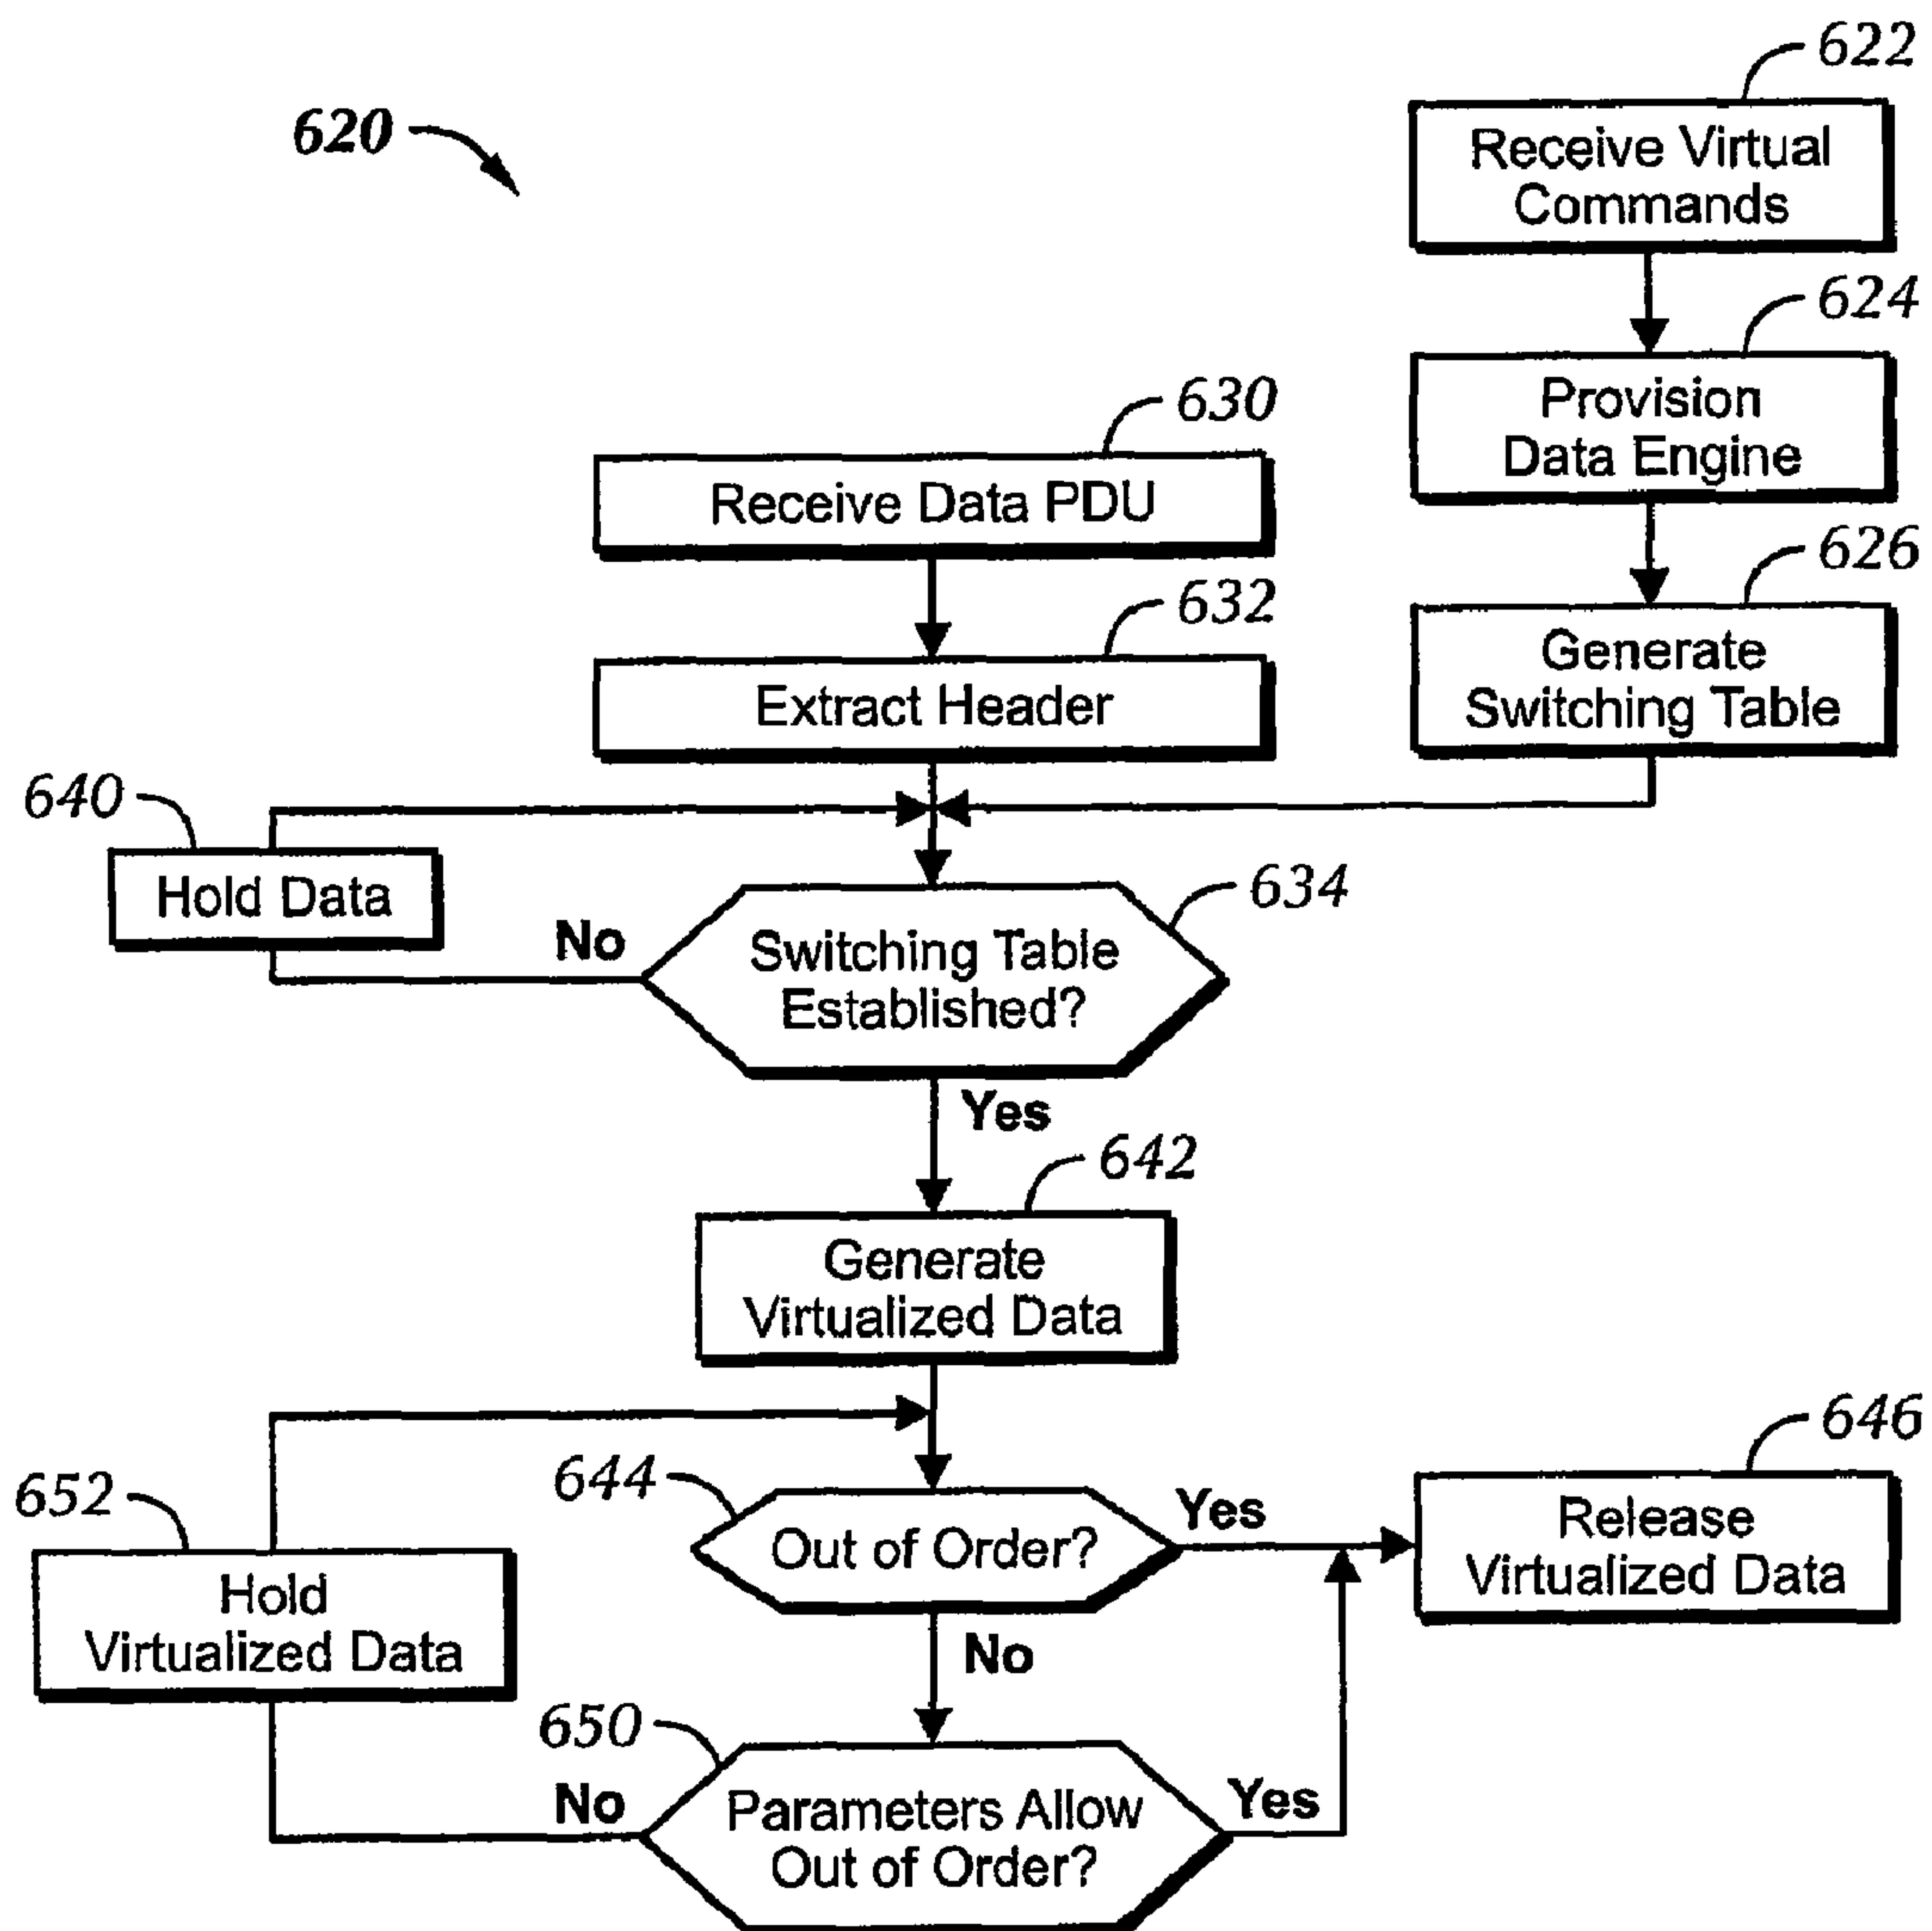 622
620
Receive Virtual
Commands
624
Provision
Data Engine
630
Receive Data PDU
626
632
Generate
Switching Table
Extract Header
640
Hold Data
634
No
Switching Table
Established?
Yes
642
Generate
Virtualized Data
646
652
644
Yes
Release
Virtualized Data
Out of Order?
Hold
Virtualized Data
No
650
No
Parameters Allow
Out of Order?
Yes